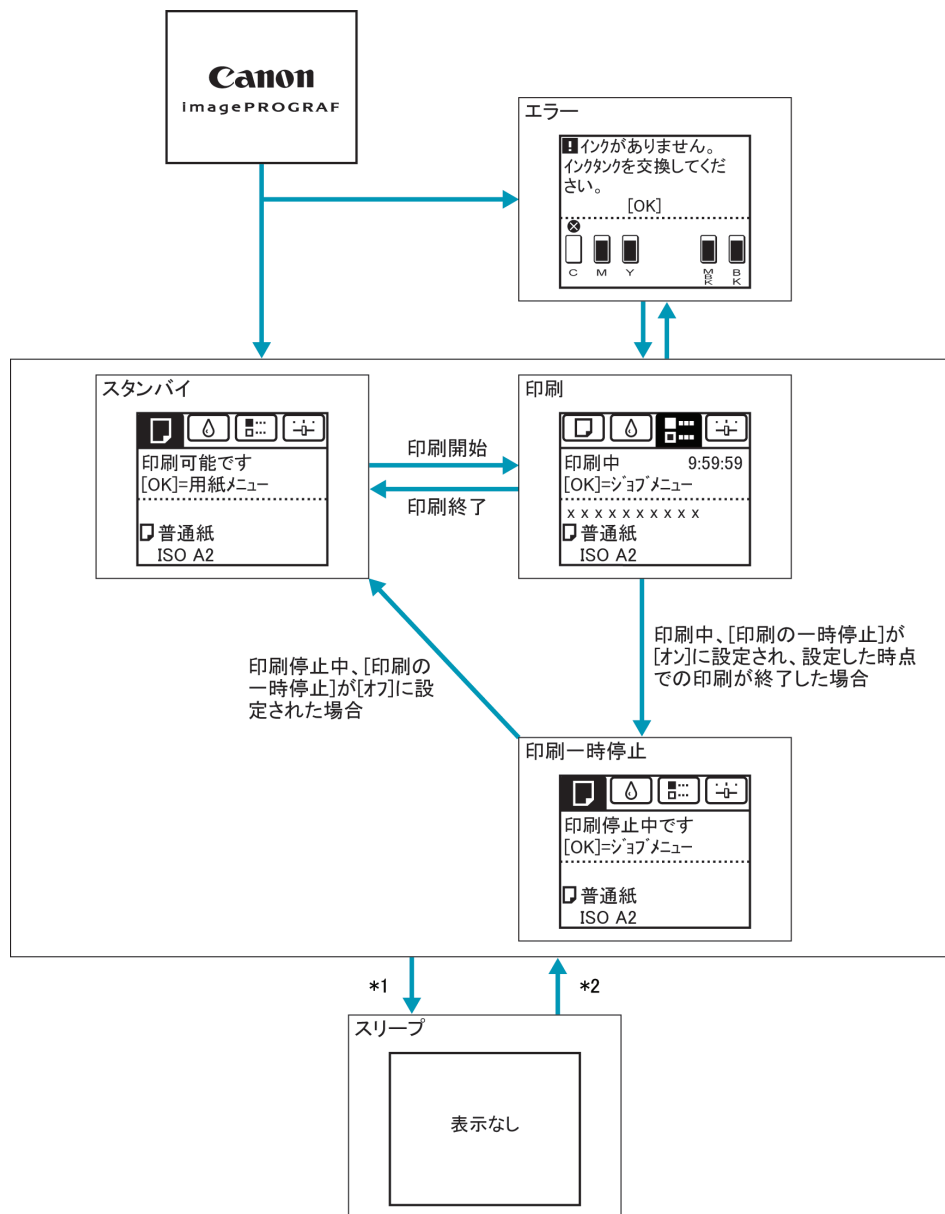 Canon
imagePROGRAF
エラー
!インクがありません。
インクタンクを交換してくだ
さい。
[OK]
C M Y MBK BK
スタンバイ
印刷可能です
[OK]=用紙メニュー
普通紙
ISO A2
印刷開始
印刷終了
印刷
印刷中 9:59:59
[OK]=ジョブメニュー
x x x x x x x x x x
普通紙
ISO A2
印刷停止中、[印刷の
一時停止]が[オフ]に設
定された場合
印刷中、[印刷の一時停止]が
[オン]に設定され、設定した時点
での印刷が終了した場合
印刷一時停止
印刷停止中です
[OK]=ジョブメニュー
普通紙
ISO A2
*1
*2
スリープ
表示なし